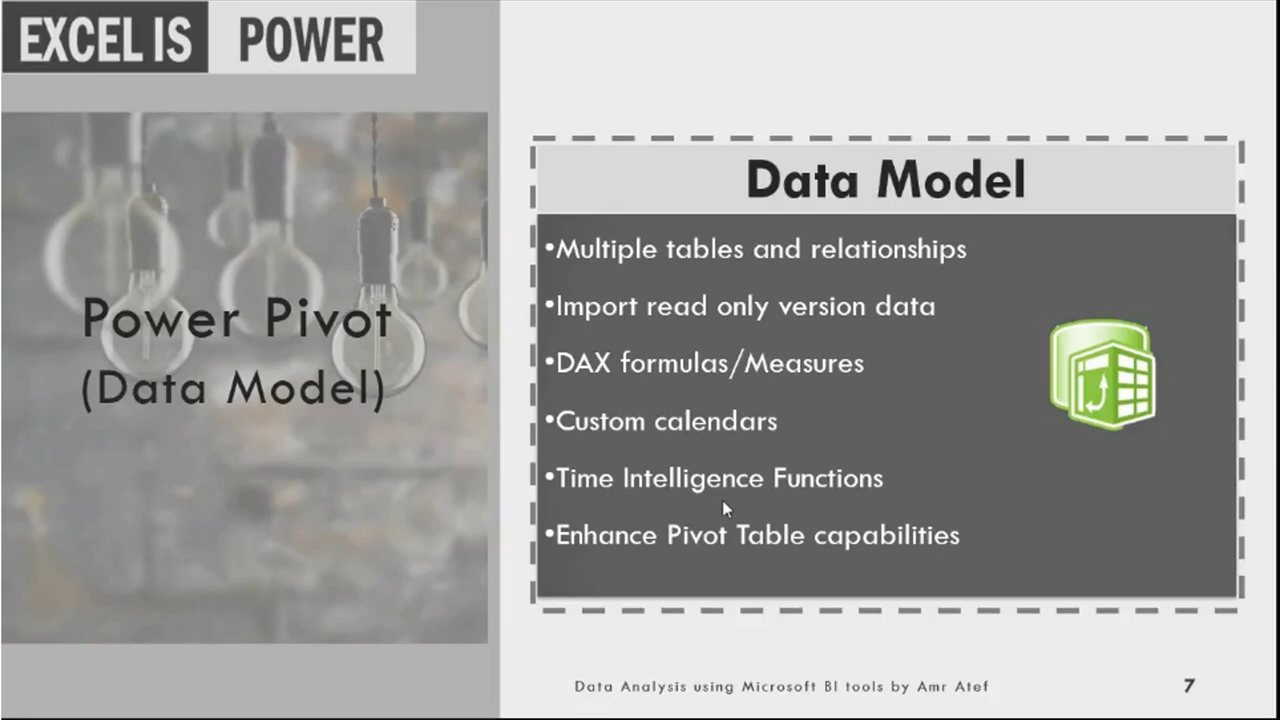 EXCEL IS POWER
Power Pivot
(Data Model)
Data Model
•Multiple tables and relationships
•Import read only version data
•DAX formulas/Measures
•Custom calendars
•Time Intelligence Functions
•Enhance Pivot Table capabilities
Data Analysis using Microsoft BI tools by Amr Atef
7